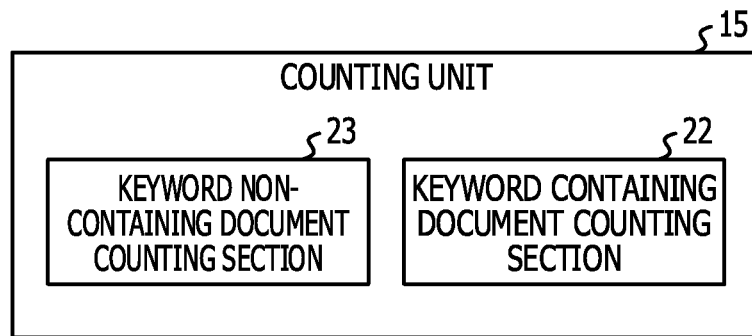 15
COUNTING UNIT
23
KEYWORD NON-
CONTAINING DOCUMENT
COUNTING SECTION
22
KEYWORD CONTAINING
DOCUMENT COUNTING
SECTION